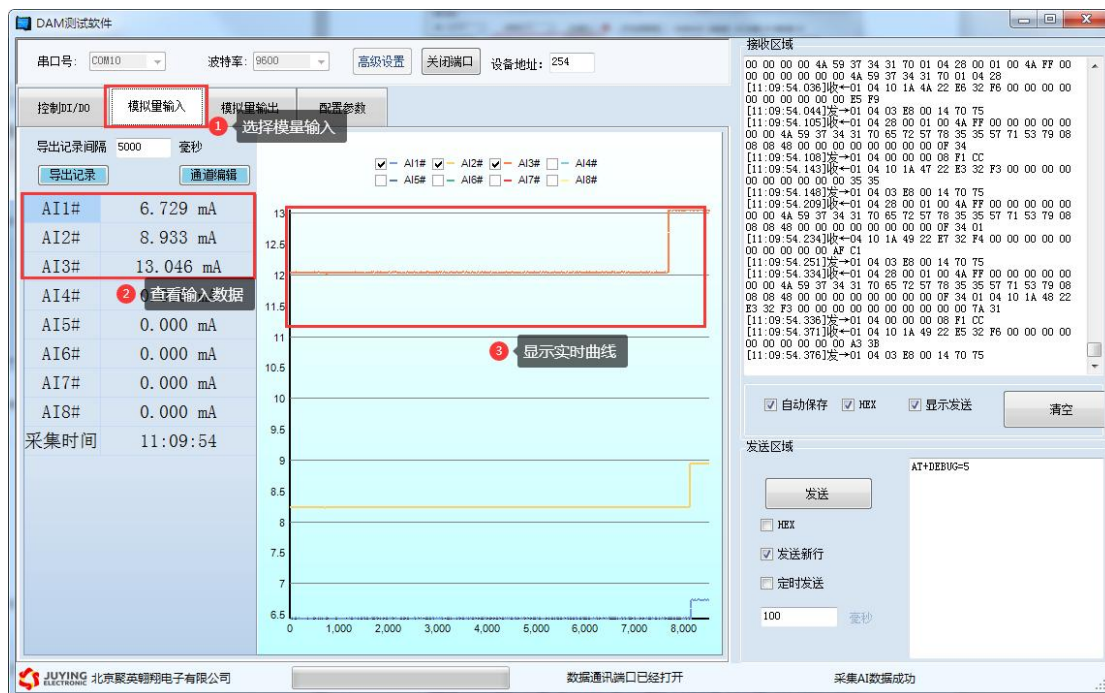 DAM测试软件
串口号: COM10 波特率: 9600 高级设置 关闭端口 设备地址: 254
控制DI/DO 模拟量输入 模拟量输出 配置参数
1 选择模量输入
导出记录间隔 5000 毫秒
导出记录 通道编辑
AI1# 6.729 mA
AI2# 8.933 mA
AI3# 13.046 mA
AI4#
2 查看输入数据
AI5# 0.000 mA
AI6# 0.000 mA
AI7# 0.000 mA
AI8# 0.000 mA
采集时间 11:09:54
AI1# AI2# AI3# AI4#
AI5# AI6# AI7# AI8#
13
12.5
12
11.5
11
10.5
10
9.5
9
8.5
8
7.5
7
6.5
0 1,000 2,000 3,000 4,000 5,000 6,000 7,000 8,000
3 显示实时曲线
接收区域
00 00 00 00 4A 59 37 34 31 70 01 04 28 00 01 00 4A FF 00
00 00 00 00 00 00 4A 59 37 34 31 70 01 04 28
[11:09:54.036]收←01 04 10 1A 4A 22 E6 32 F6 00 00 00 00
00 00 00 00 00 00 E5 F9
[11:09:54.044]发→01 04 03 E8 00 14 70 75
[11:09:54.105]收←01 04 28 00 01 00 4A FF 00 00 00 00 00
00 00 4A 59 37 34 31 70 65 72 57 78 35 35 57 71 53 79 08
08 08 48 00 00 00 00 00 00 00 00 0F 34
[11:09:54.108]发→01 04 00 00 00 08 F1 CC
[11:09:54.143]收←01 04 10 1A 47 22 E3 32 F3 00 00 00 00
00 00 00 00 00 00 35 35
[11:09:54.148]发→01 04 03 E8 00 14 70 75
[11:09:54.209]收←01 04 28 00 01 00 4A FF 00 00 00 00 00
00 00 4A 59 37 34 31 70 65 72 57 78 35 35 57 71 53 79 08
08 08 48 00 00 00 00 00 00 00 00 0F 34 01
[11:09:54.234]收←04 10 1A 49 22 E7 32 F4 00 00 00 00 00
00 00 00 00 00 AF C1
[11:09:54.251]发→01 04 03 E8 00 14 70 75
[11:09:54.334]收←01 04 28 00 01 00 4A FF 00 00 00 00 00
00 00 4A 59 37 34 31 70 65 72 57 78 35 35 57 71 53 79 08
08 08 48 00 00 00 00 00 00 00 00 0F 34 01 04 10 1A 48 22
E3 32 F3 00 00 00 00 00 00 00 00 00 00 7A 31
[11:09:54.336]发→01 04 00 00 00 08 F1 CC
[11:09:54.371]收←01 04 10 1A 49 22 E5 32 F6 00 00 00 00
00 00 00 00 00 00 A3 3B
[11:09:54.376]发→01 04 03 E8 00 14 70 75
自动保存 HEX 显示发送 清空
发送区域
发送
HEX
发送新行
定时发送
100 毫秒
AT+DEBUG=5
JUYING ELECTRONIC 北京聚英翱翔电子有限公司 数据通讯端口已经打开 采集AI数据成功